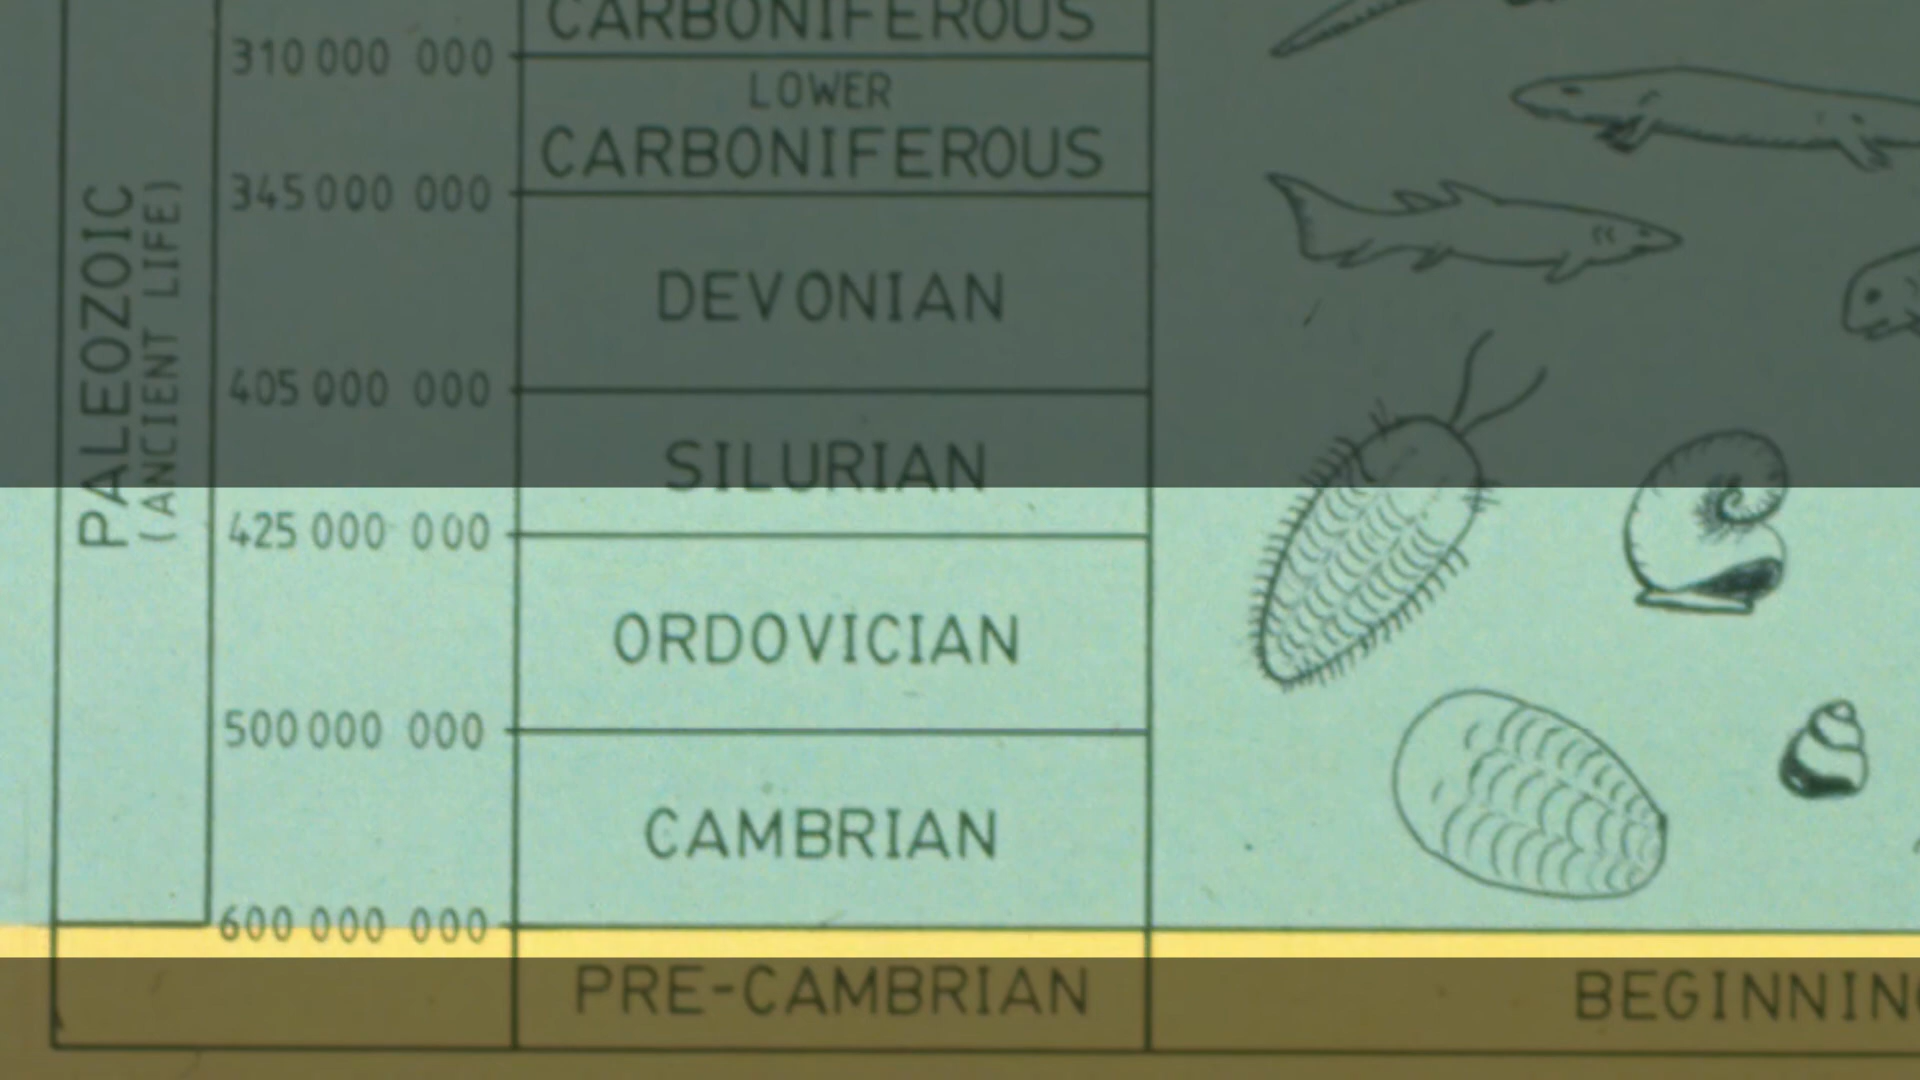 CARBONIFEROUS
310 000 000
LOWER
CARBONIFEROUS
345 000 000
DEVONIAN
405 000 000
SILURIAN
425 000 000
ORDOVICIAN
500 000 000
CAMBRIAN
600 000 000
PRE-CAMBRIAN
PALEOZOIC
(ANCIENT LIFE)